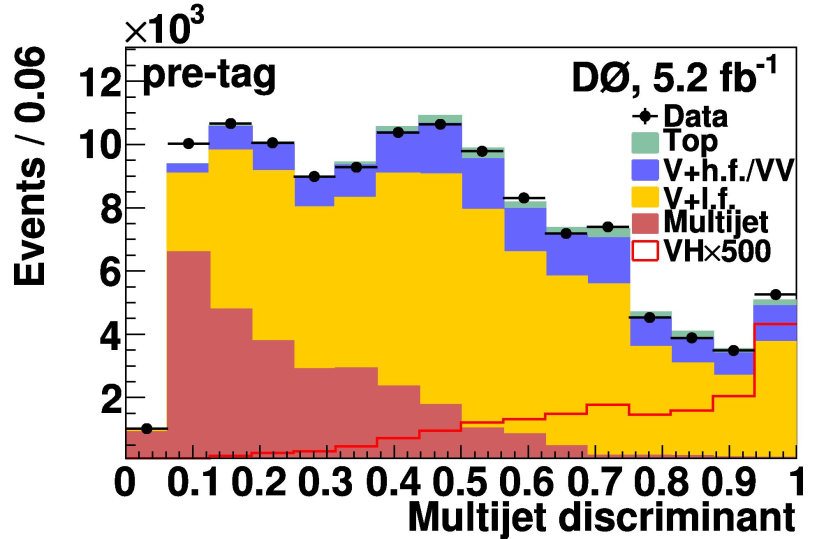 ×10³
pre-tag
DØ, 5.2 fb⁻¹
Data
Top
V+h.f./VV
V+l.f.
Multijet
VH×500
Events / 0.06
12
10
8
6
4
2
0 0.1 0.2 0.3 0.4 0.5 0.6 0.7 0.8 0.9 1
Multijet discriminant